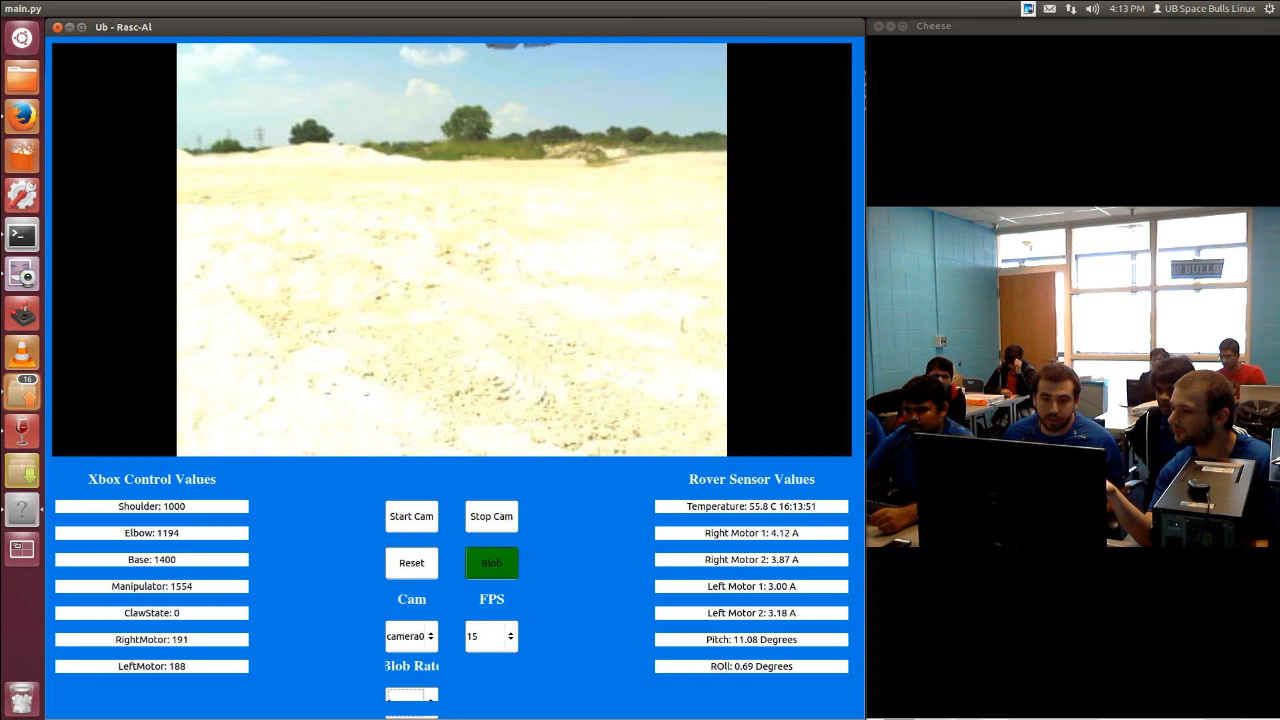 main.py
4:13 PM
UB Space Bulls Linux
Ub - Rasc-Al
Cheese
16
BULLS
Xbox Control Values
Shoulder: 1000
Elbow: 1194
Base: 1400
Manipulator: 1554
ClawState: 0
RightMotor: 191
LeftMotor: 188
Start Cam
Stop Cam
Reset
Blob
Cam
FPS
camera0
15
Blob Rate
Rover Sensor Values
Temperature: 55.8 C 16:13:51
Right Motor 1: 4.12 A
Right Motor 2: 3.87 A
Left Motor 1: 3.00 A
Left Motor 2: 3.18 A
Pitch: 11.08 Degrees
ROll: 0.69 Degrees